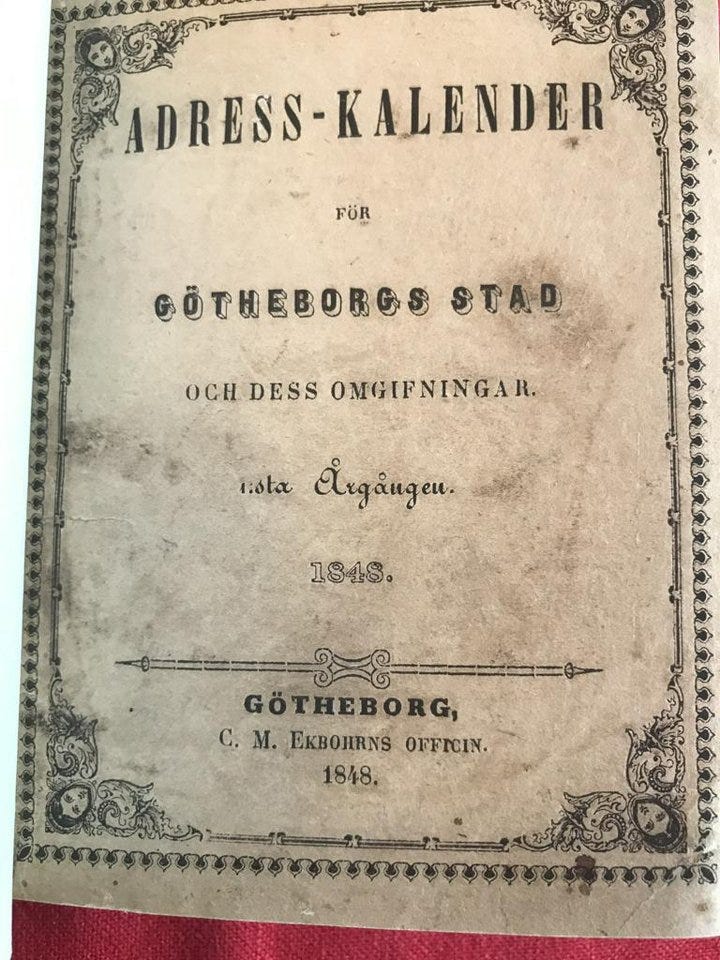 ADRESS-KALENDER
FÖR
GÖTHEBORGS STAD
OCH DESS OMGIFNINGAR.
1:sta Årgången.
1848.
GÖTHEBORG,
C. M. EKBOHRNS OFFICIN.
1848.